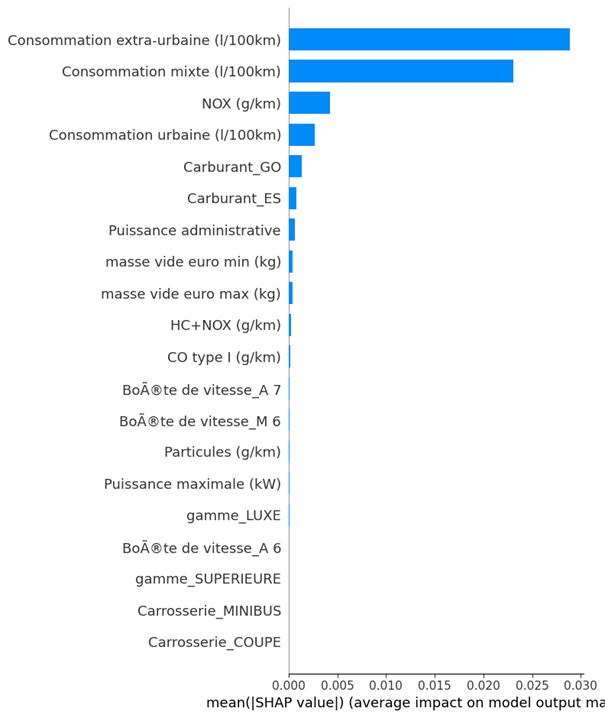 Consommation extra-urbaine (l/100km)
Consommation mixte (l/100km)
NOX (g/km)
Consommation urbaine (l/100km)
Carburant_GO
Carburant_ES
Puissance administrative
masse vide euro min (kg)
masse vide euro max (kg)
HC+NOX (g/km)
CO type I (g/km)
BoÃ®te de vitesse_A 7
BoÃ®te de vitesse_M 6
Particules (g/km)
Puissance maximale (kW)
gamme_LUXE
BoÃ®te de vitesse_A 6
gamme_SUPERIEURE
Carrosserie_MINIBUS
Carrosserie_COUPE
0.000 0.005 0.010 0.015 0.020 0.025 0.030
mean(|SHAP value|) (average impact on model output ma